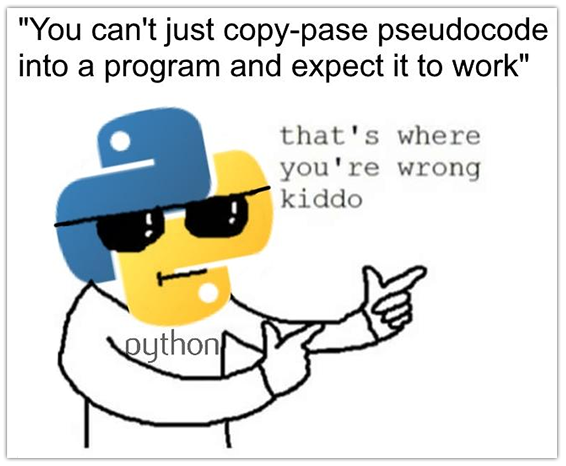 "You can't just copy-pase pseudocode
into a program and expect it to work"
that's where
you're wrong
kiddo
python